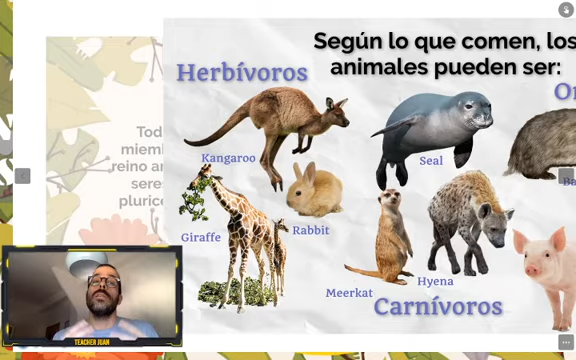 Según lo que comen, los
animales pueden ser:
Herbívoros
Kangaroo
Seal
Giraffe
Rabbit
Meerkat
Hyena
Carnívoros
TEACHER JUAN